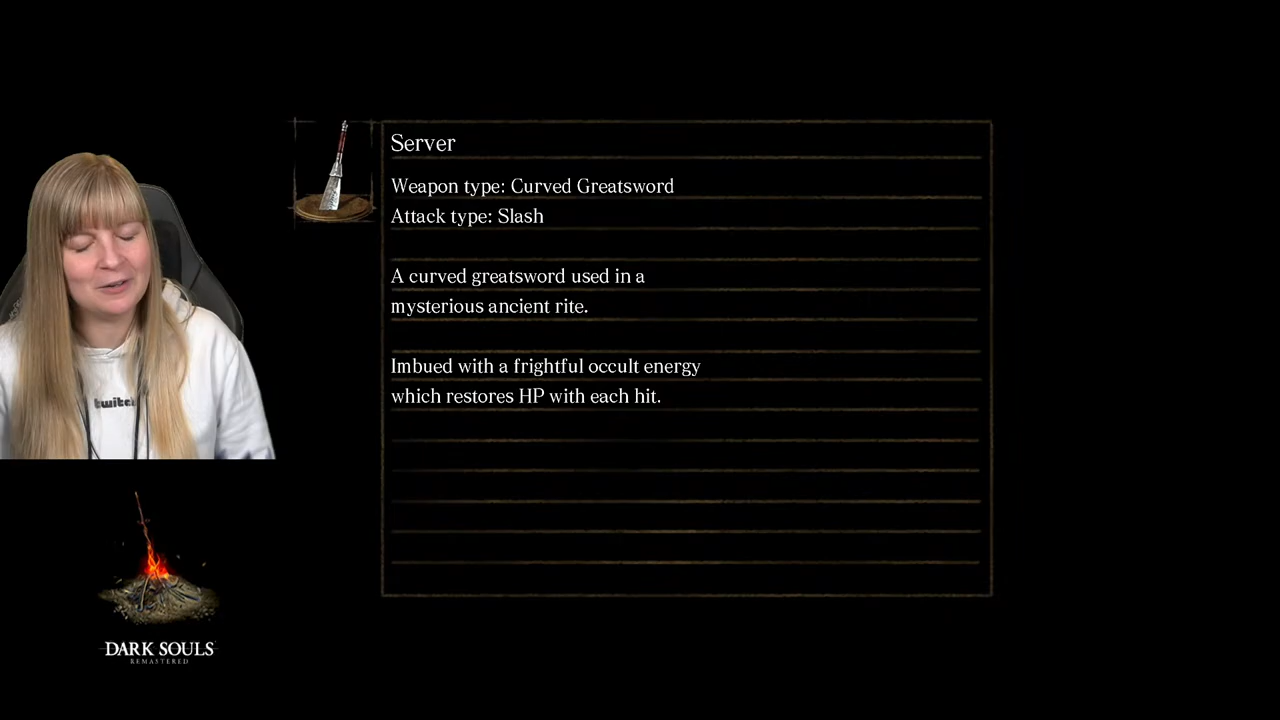 Server
Weapon type: Curved Greatsword
Attack type: Slash
A curved greatsword used in a
mysterious ancient rite.
Imbued with a frightful occult energy
which restores HP with each hit.
twitch
DARK SOULS
REMASTERED